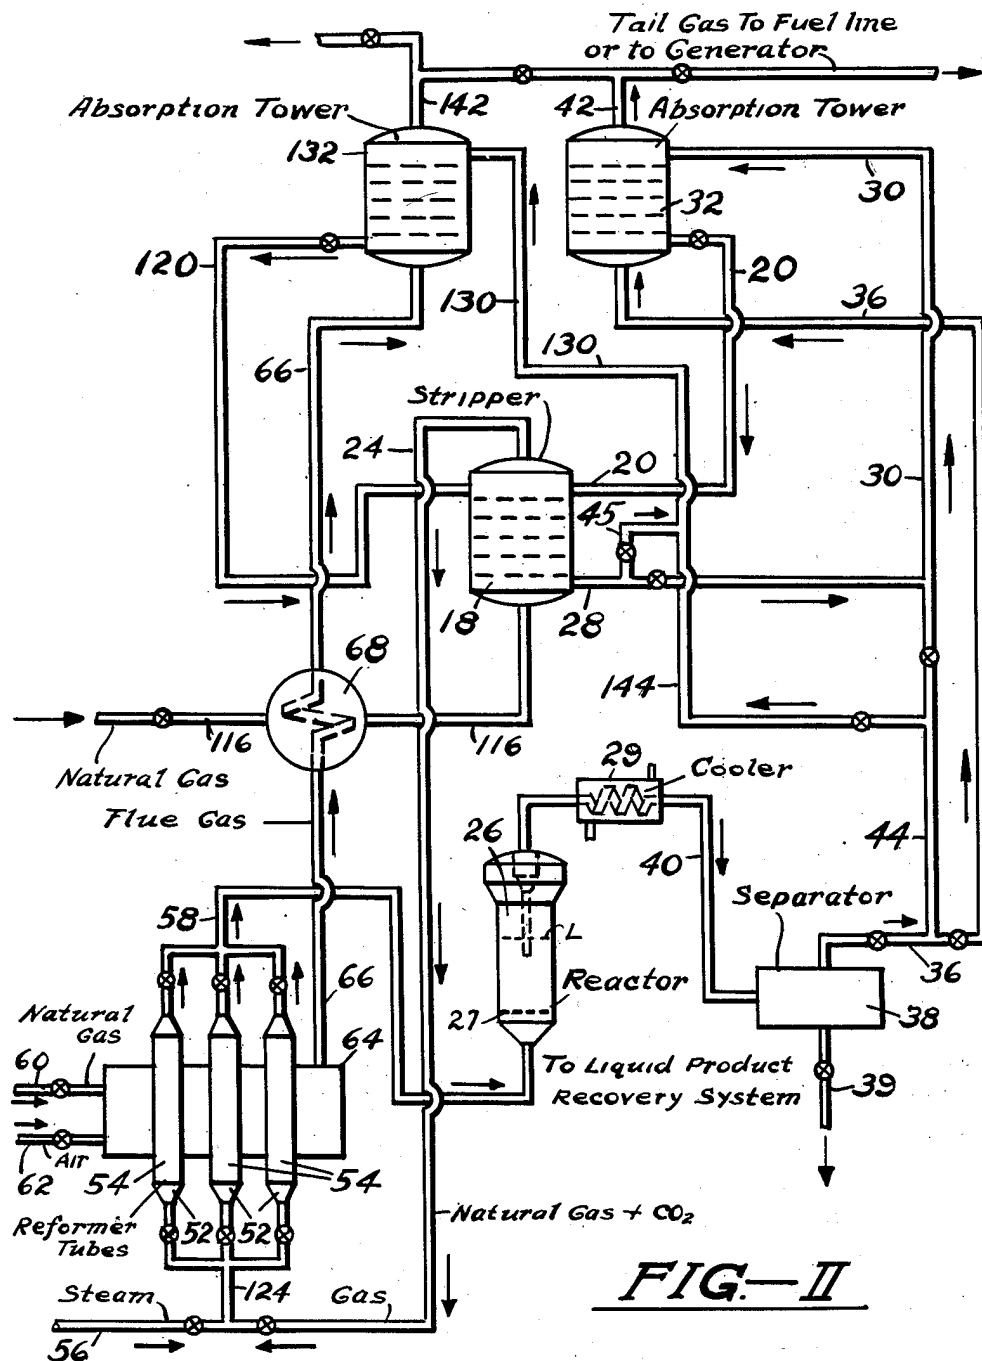 Tail Gas To Fuel line
or to Generator
142
42
Absorption Tower
Absorption Tower
132
30
32
120
20
130
36
130
66
Stripper
24
20
30
45
18
28
68
144
116
116
Natural Gas
29
Cooler
Flue Gas
26
40
44
Separator
58
L
36
Reactor
66
27
38
Natural
Gas
64
60
To Liquid Product
Recovery System
39
Air
62
54
54
Natural Gas + CO2
Reformer
Tubes
52
52
124
Steam
Gas
56
FIG.—II